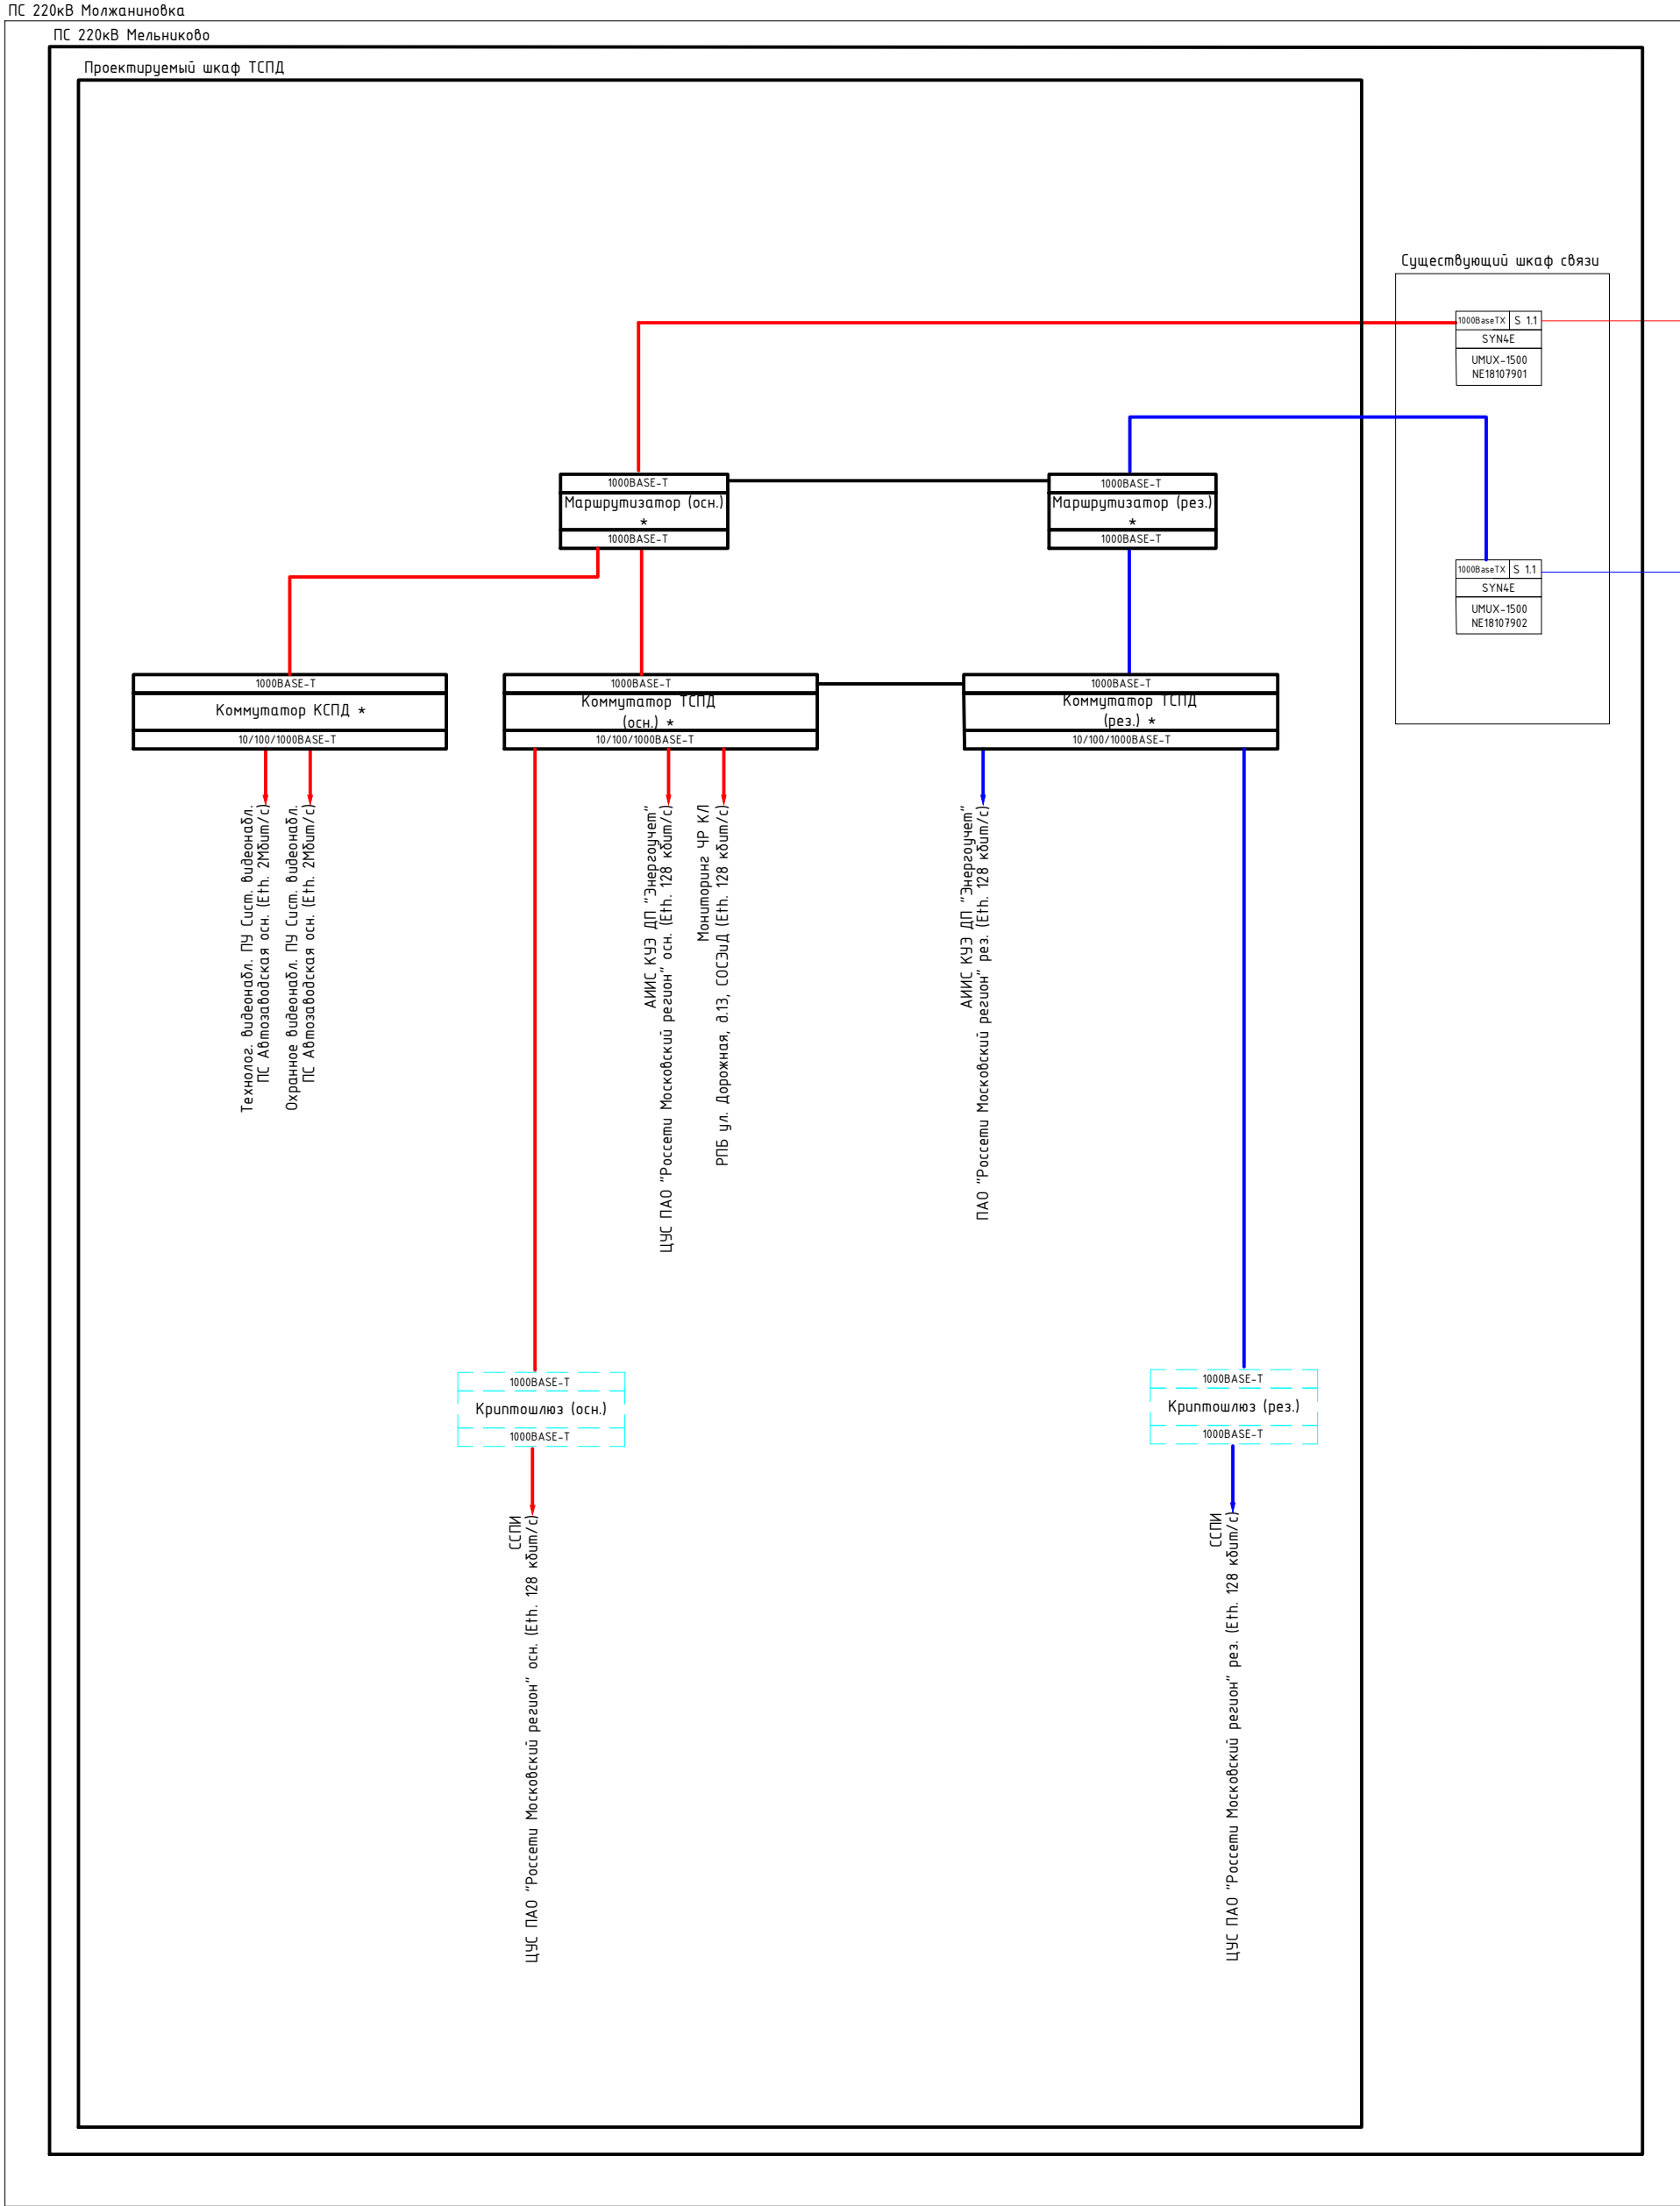 ПС 220кВ Молжаниновка
ПС 220кВ Мельниково
Проектируемый шкаф ТСПД
Существующий шкаф связи
1000BaseTX S 1.1
SYN4E
UMUX-1500
NE18107901
1000BASE-T
Маршрутизатор (осн.)
*
1000BASE-T
1000BASE-T
Маршрутизатор (рез.)
*
1000BASE-T
1000BaseTX S 1.1
SYN4E
UMUX-1500
NE18107902
1000BASE-T
Коммутатор КСПД *
10/100/1000BASE-T
1000BASE-T
Коммутатор ТСПД
(осн.) *
10/100/1000BASE-T
1000BASE-T
Коммутатор ТСПД
(рез.) *
10/100/1000BASE-T
Технолог. видеонабл. ПУ Сист. видеонабл.
ПС Автозаводская осн. (Eth. 2Мбит/с)
Охранное видеонабл. ПУ Сист. видеонабл.
ПС Автозаводская осн. (Eth. 2Мбит/с)
АИИС КУЭ ДП "Энергоучет"
ЦУС ПАО "Россети Московский регион" осн. (Eth. 128 кбит/с)
Мониторинг ЧР КЛ
РПБ ул. Дорожная, д.13, СОСЭиД (Eth. 128 кбит/с)
АИИС КУЭ ДП "Энергоучет"
ПАО "Россети Московский регион" рез. (Eth. 128 кбит/с)
1000BASE-T
Криптошлюз (осн.)
1000BASE-T
1000BASE-T
Криптошлюз (рез.)
1000BASE-T
ССПИ
ЦУС ПАО "Россети Московский регион" осн. (Eth. 128 кбит/с)
ССПИ
ЦУС ПАО "Россети Московский регион" рез. (Eth. 128 кбит/с)